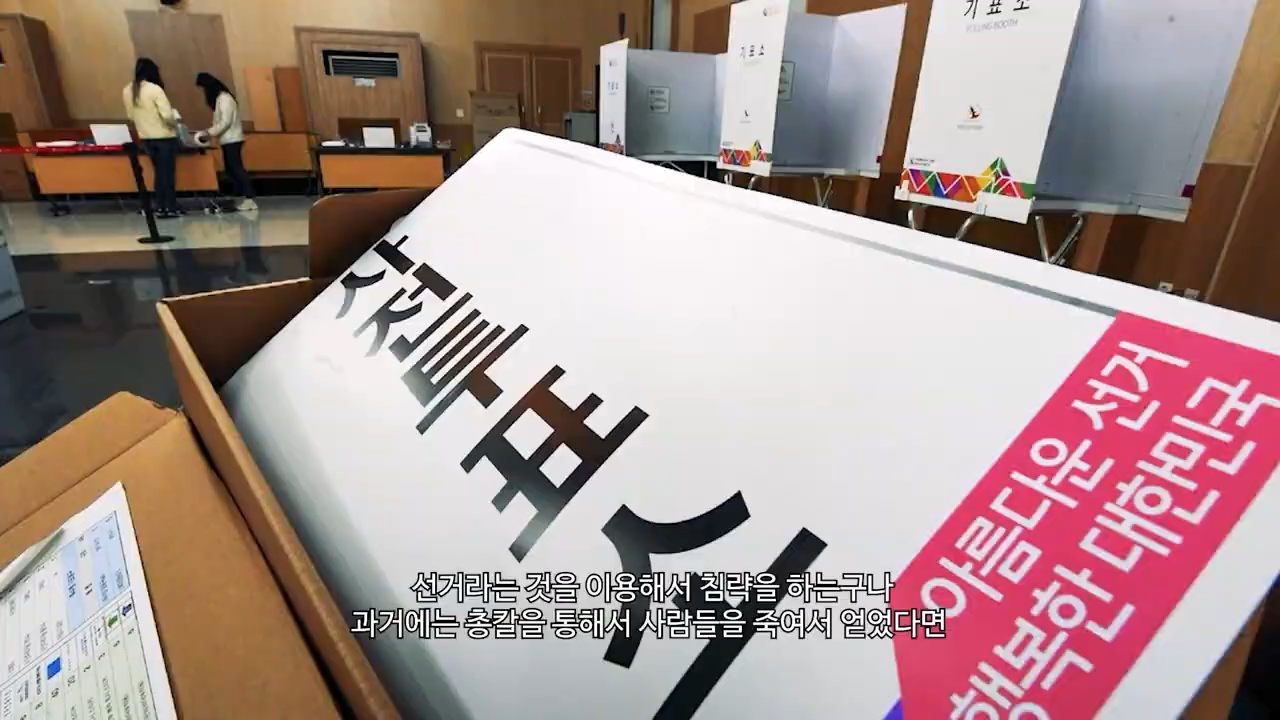 기표소
POLLING BOOTH
기표소
사전투표소
아름다운 선거
행복한 대한민국
선거라는 것을 이용해서 침략을 하는구나
과거에는 총칼을 통해서 사람들을 죽여서 얻었다면